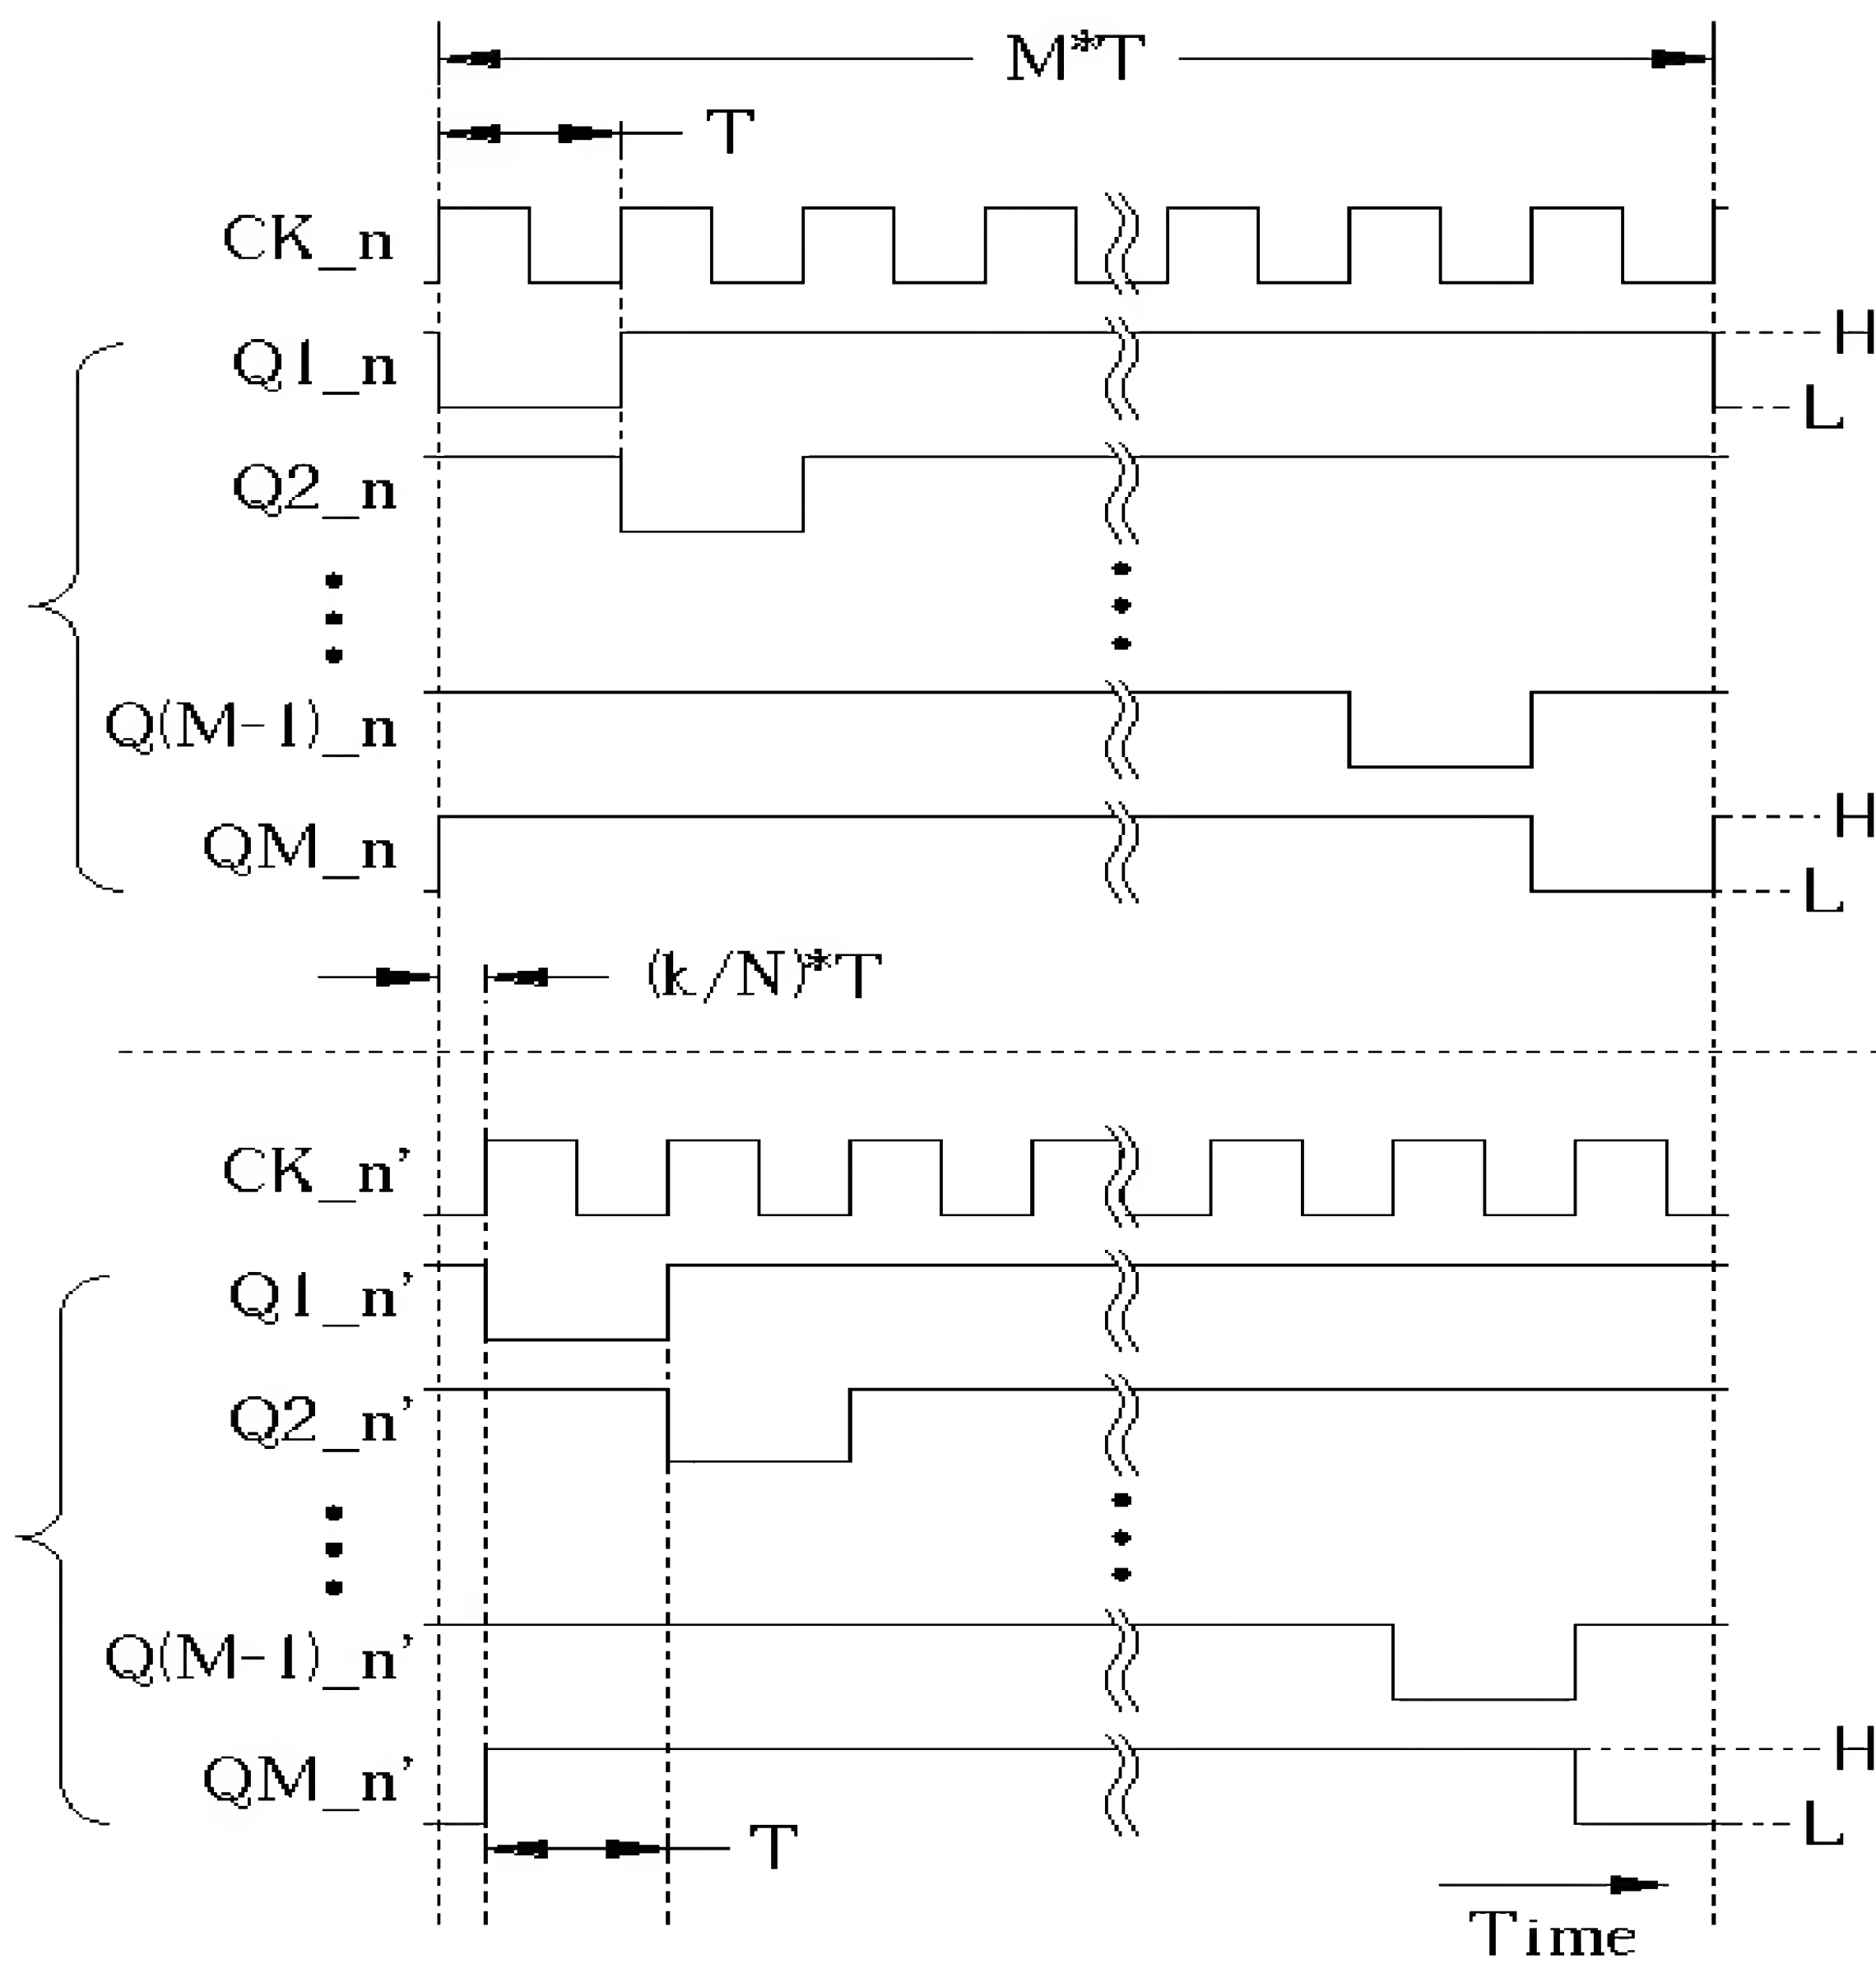 M*T
T
CK_n
Q1_n
H
L
Q2_n
Q(M-1)_n
QM_n
H
L
(k/N)*T
CK_n'
Q1_n'
Q2_n'
Q(M-1)_n'
QM_n'
H
L
T
Time